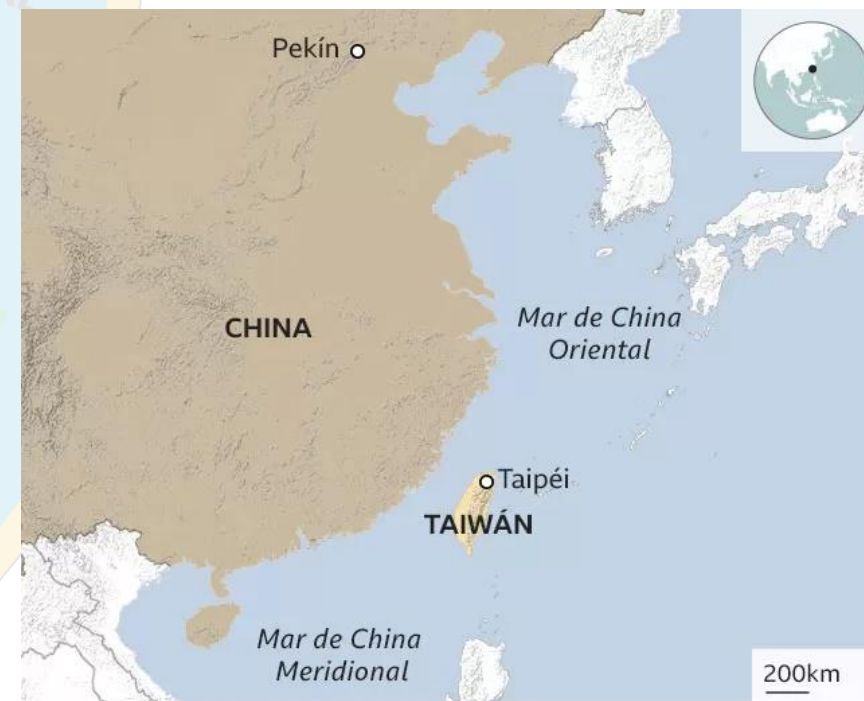 Pekín
CHINA
Mar de China
Oriental
Taipéi
TAIWÁN
Mar de China
Meridional
200km